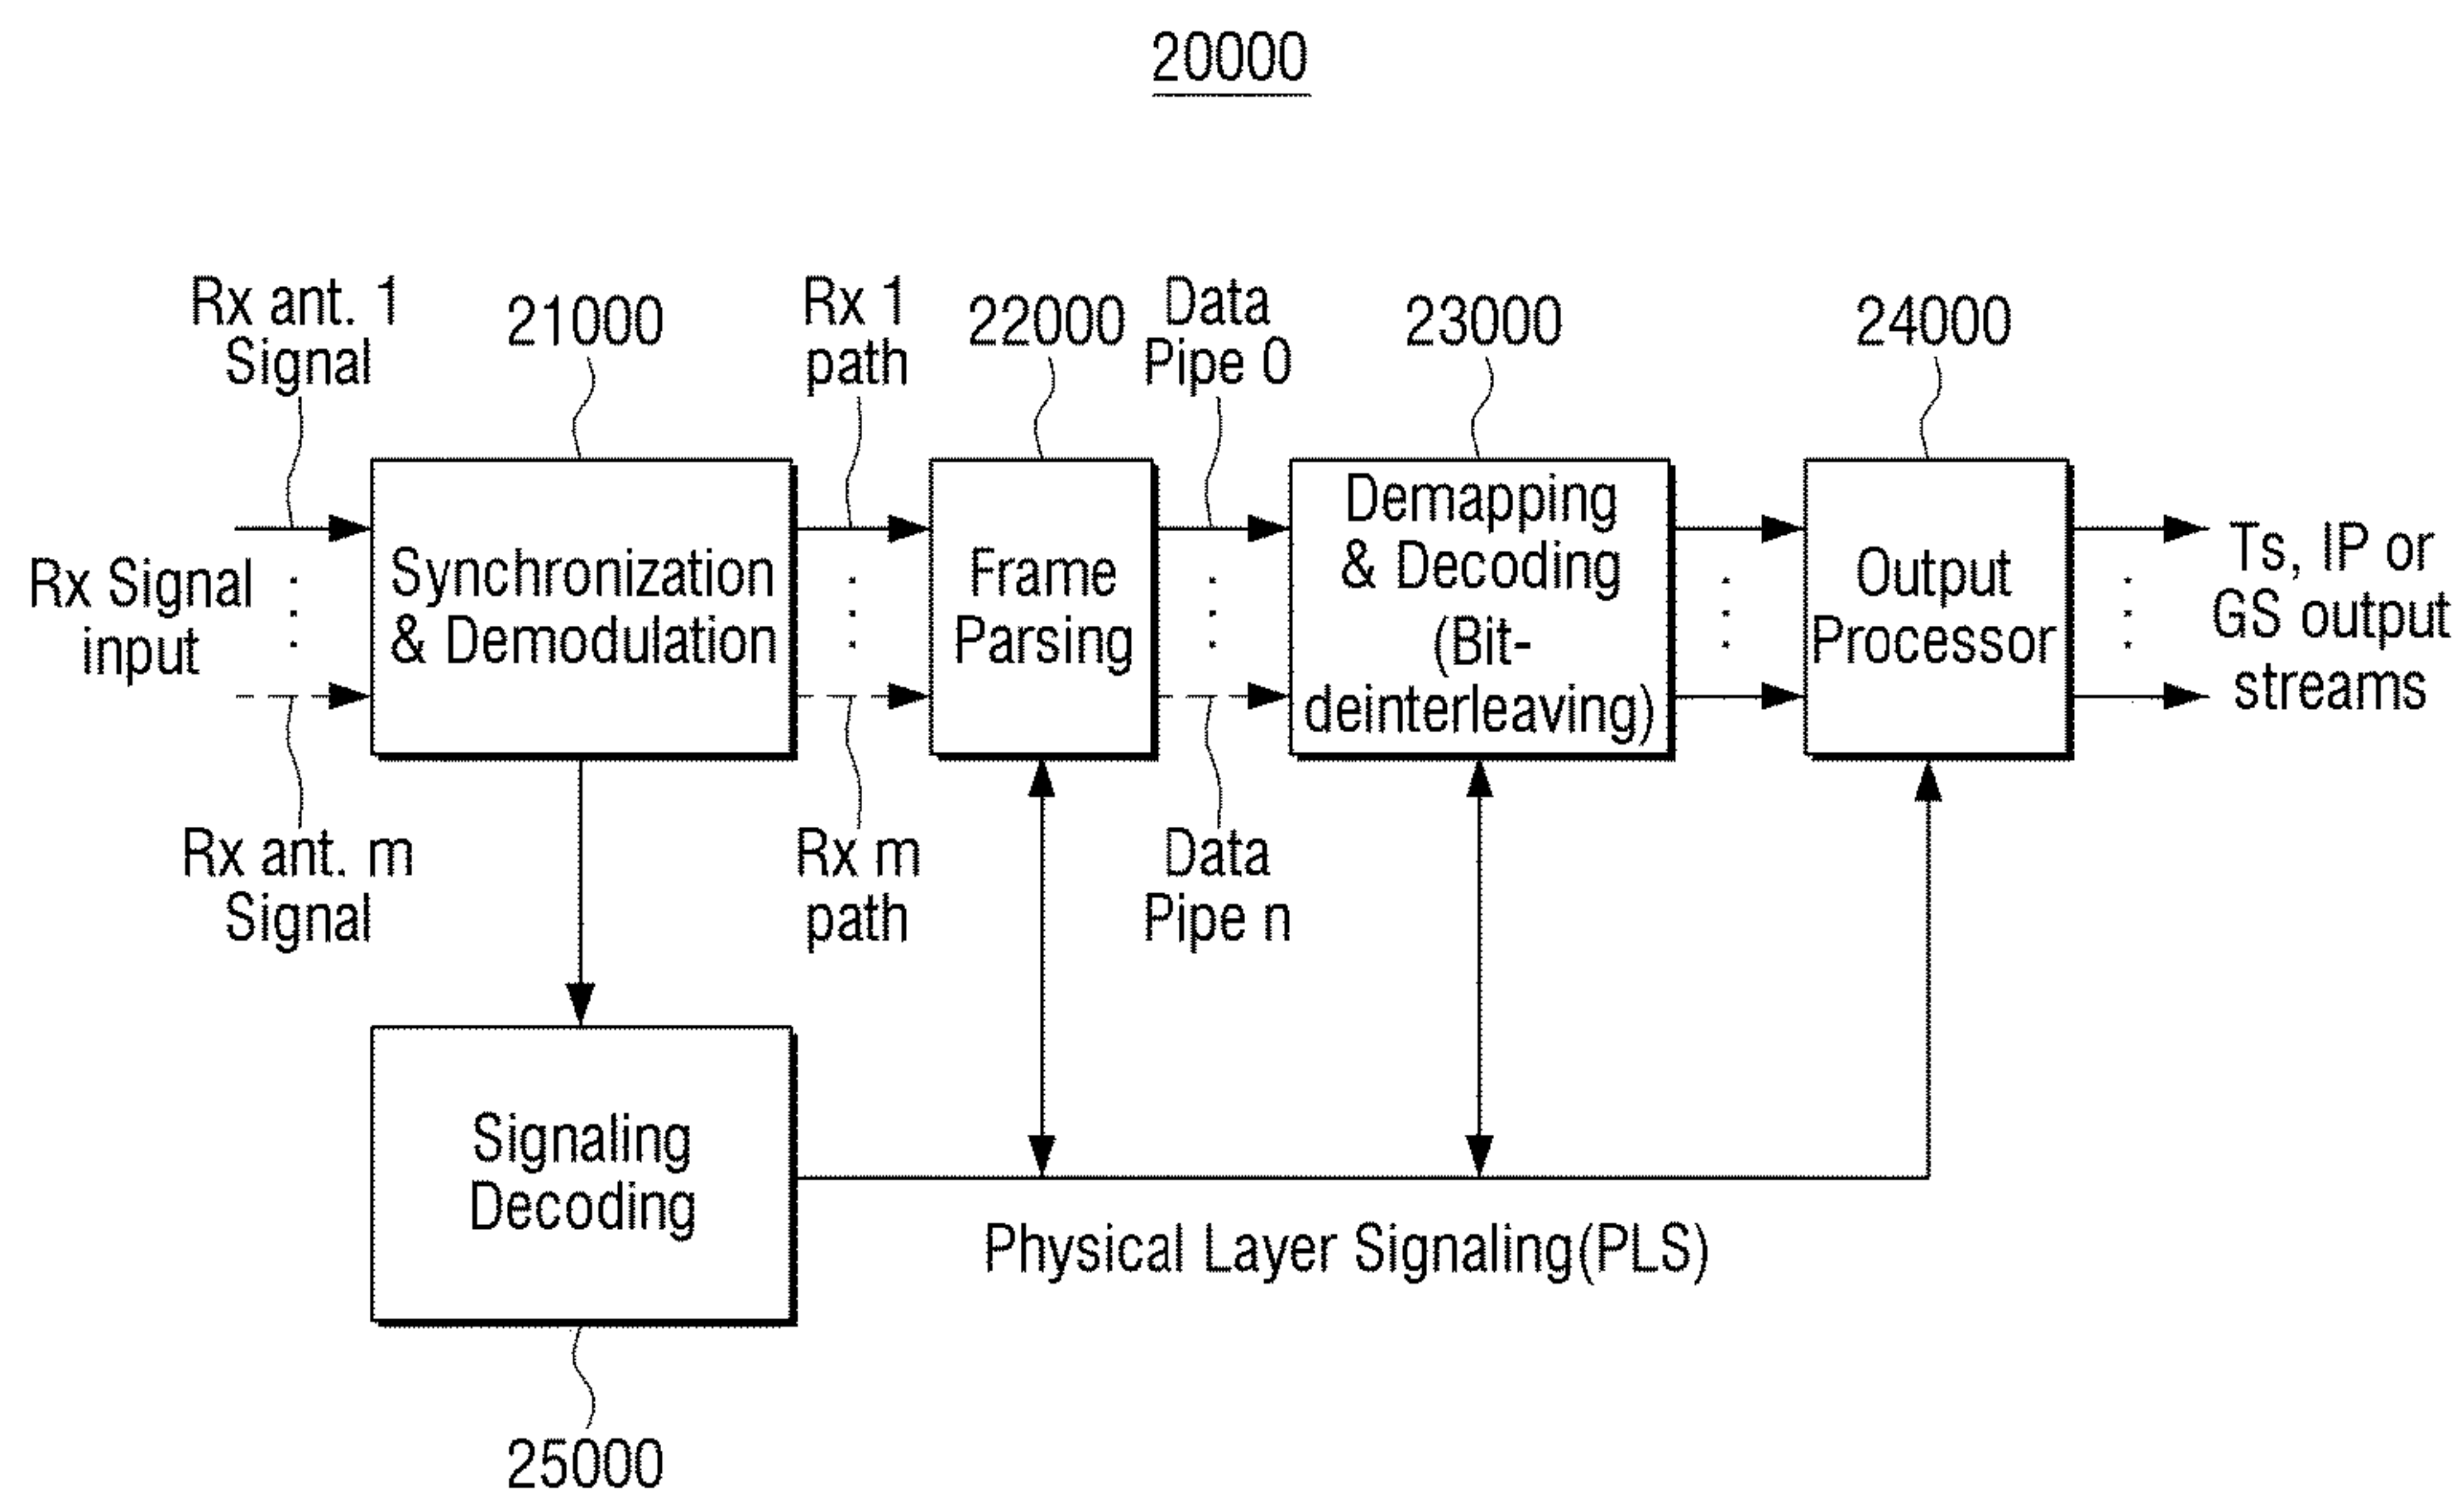 20000
Rx ant. 1
Signal
21000
Rx 1
path
22000
Data
Pipe 0
23000
24000
Rx Signal
input
Synchronization
& Demodulation
Frame
Parsing
Demapping
& Decoding
(Bit-
deinterleaving)
Output
Processor
Ts, IP or
GS output
streams
Rx ant. m
Signal
Rx m
path
Data
Pipe n
Signaling
Decoding
Physical Layer Signaling(PLS)
25000